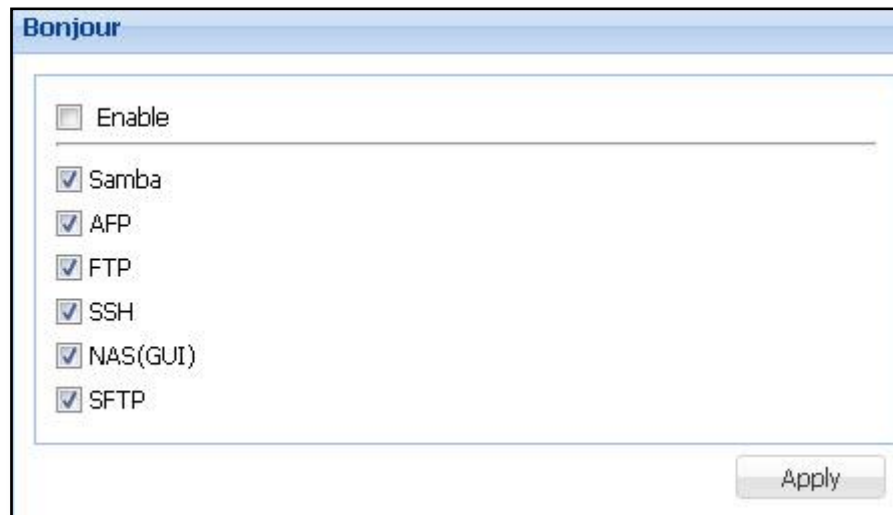 Bonjour
Enable
Samba
AFP
FTP
SSH
NAS(GUI)
SFTP
Apply